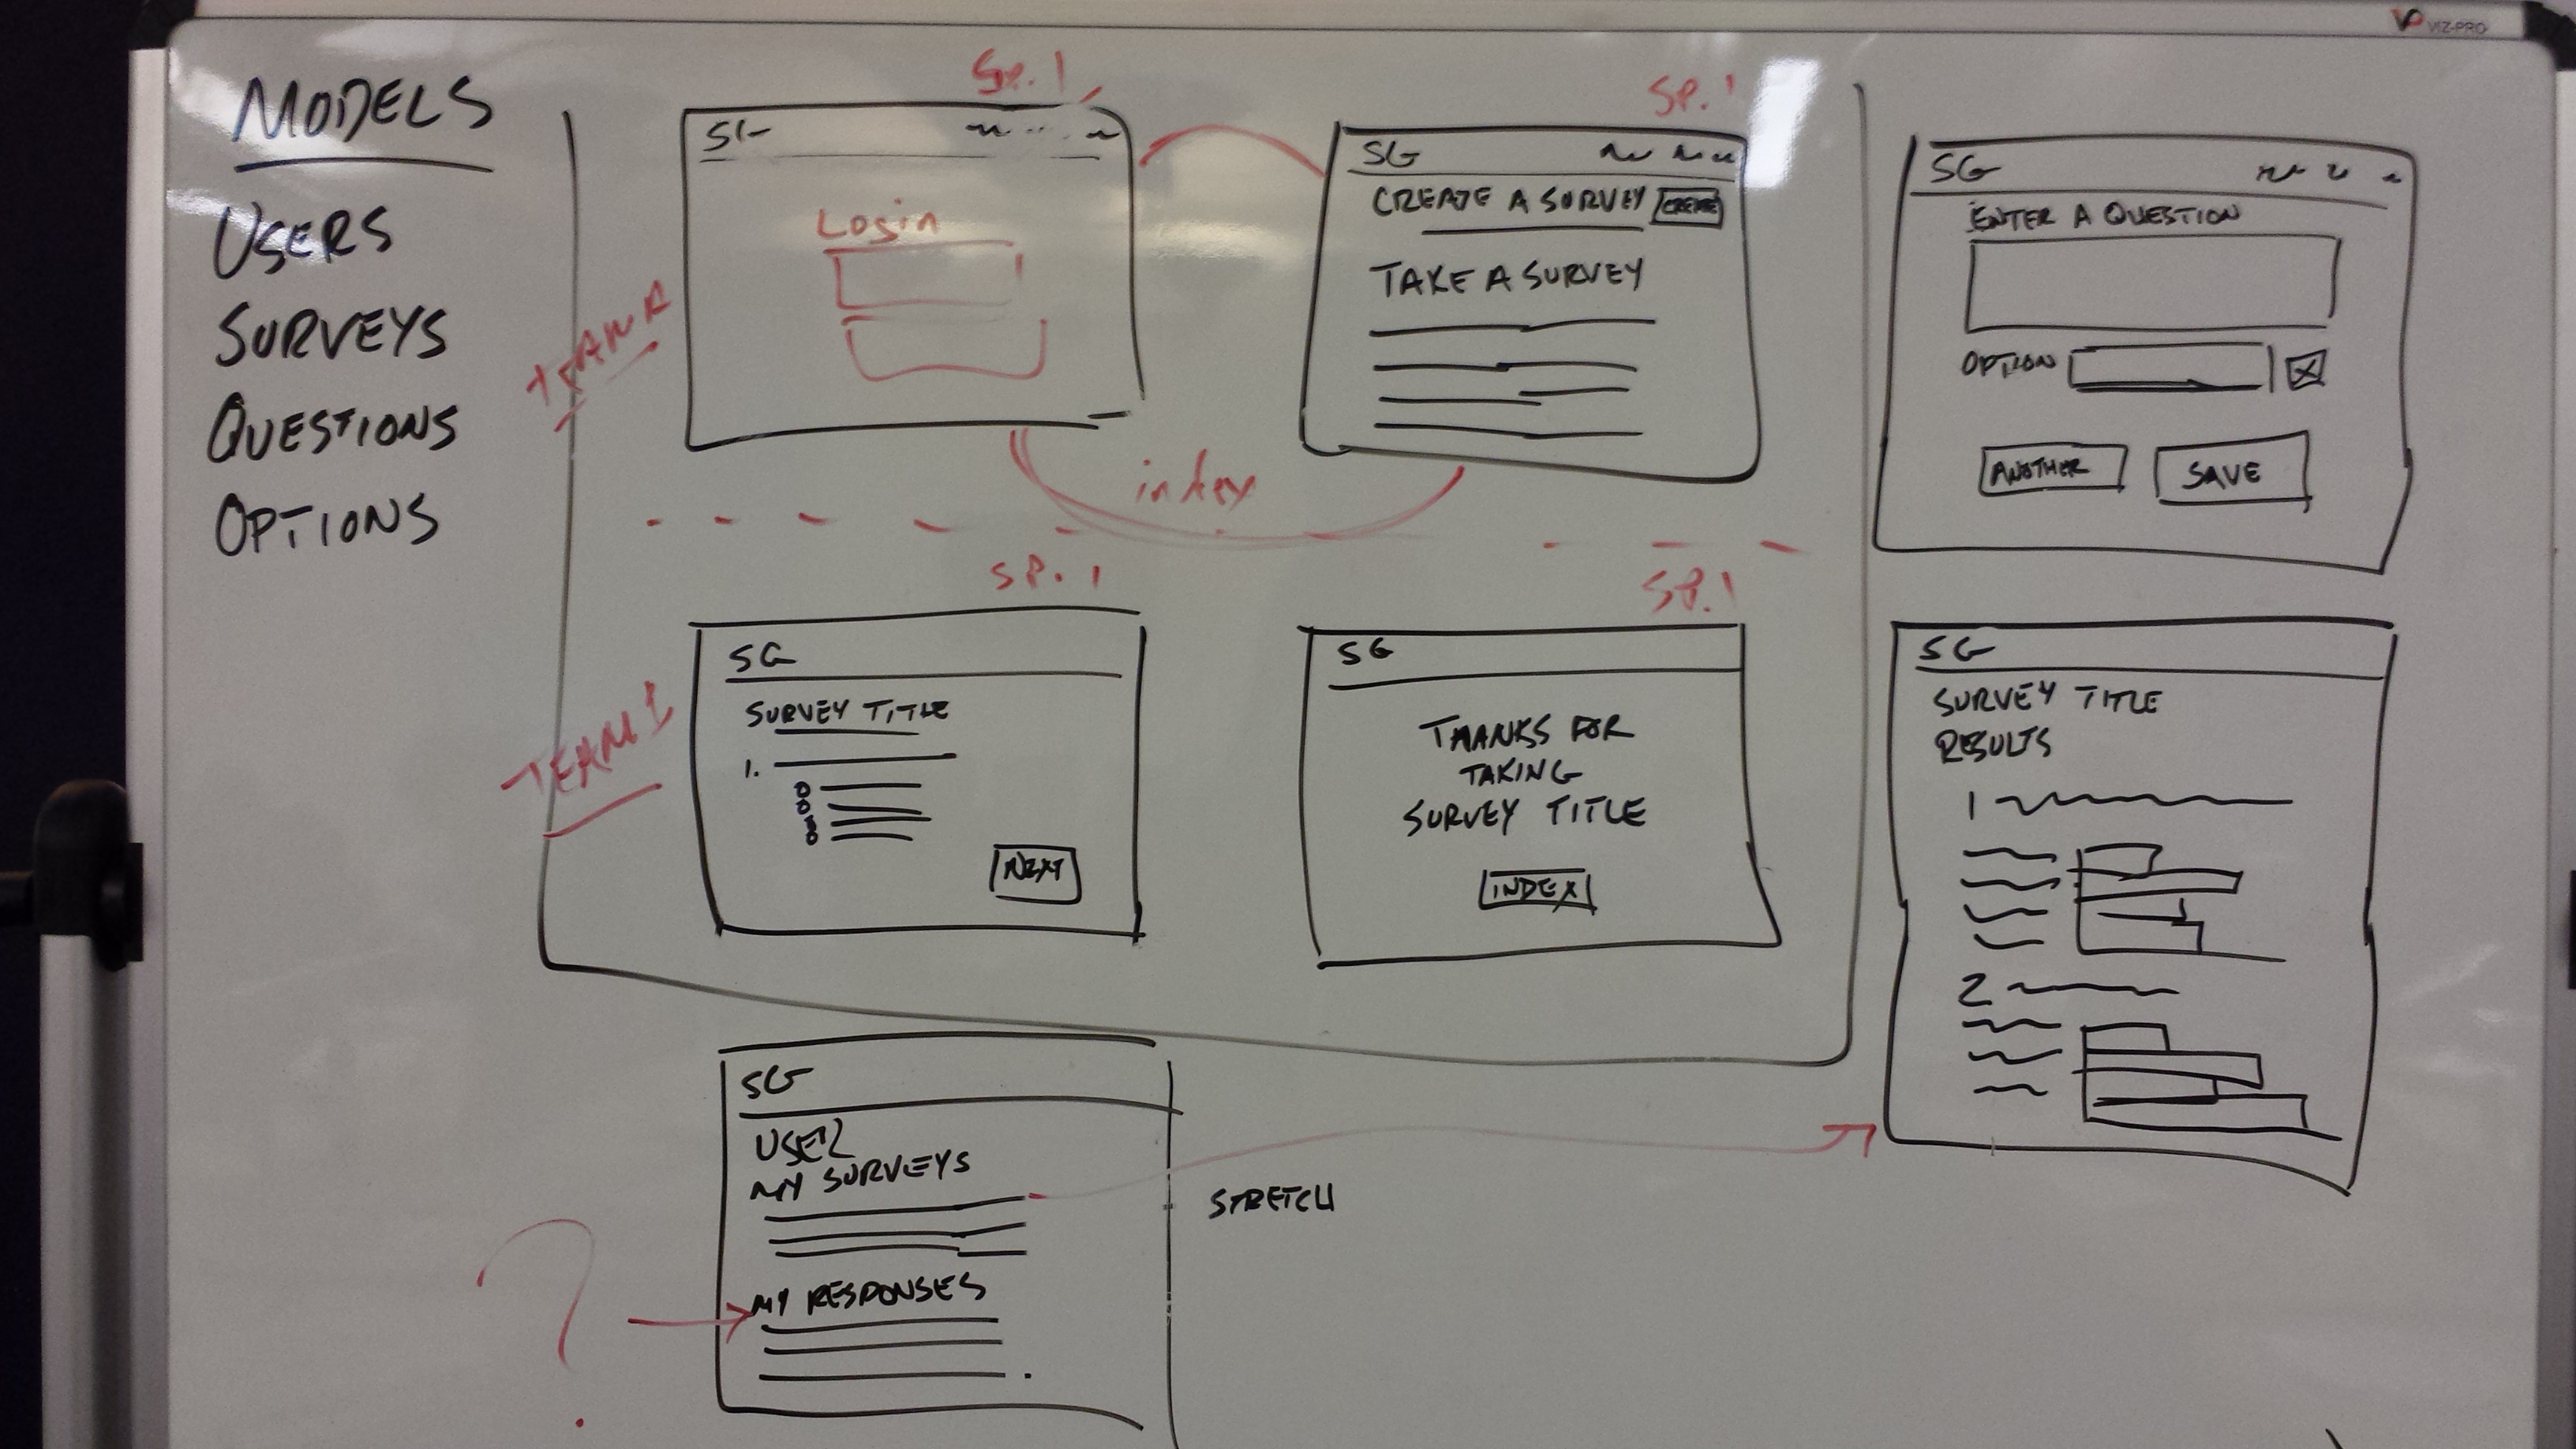 VIZ-PRO
MODELS
USERS
SURVEYS
QUESTIONS
OPTIONS
SP. 1
SG
Login
SP. 1
SG
CREATE A SURVEY CREATE
TAKE A SURVEY
index
SG
ENTER A QUESTION
OPTION X
ANOTHER SAVE
TEAM 1
SP. 1
SG
SURVEY TITLE
1.
NEXT
SP. 1
SG
THANKS FOR
TAKING
SURVEY TITLE
INDEX
SG
SURVEY TITLE
RESULTS
1
2
SG
USER
MY SURVEYS
MY RESPONSES
STRETCH
?